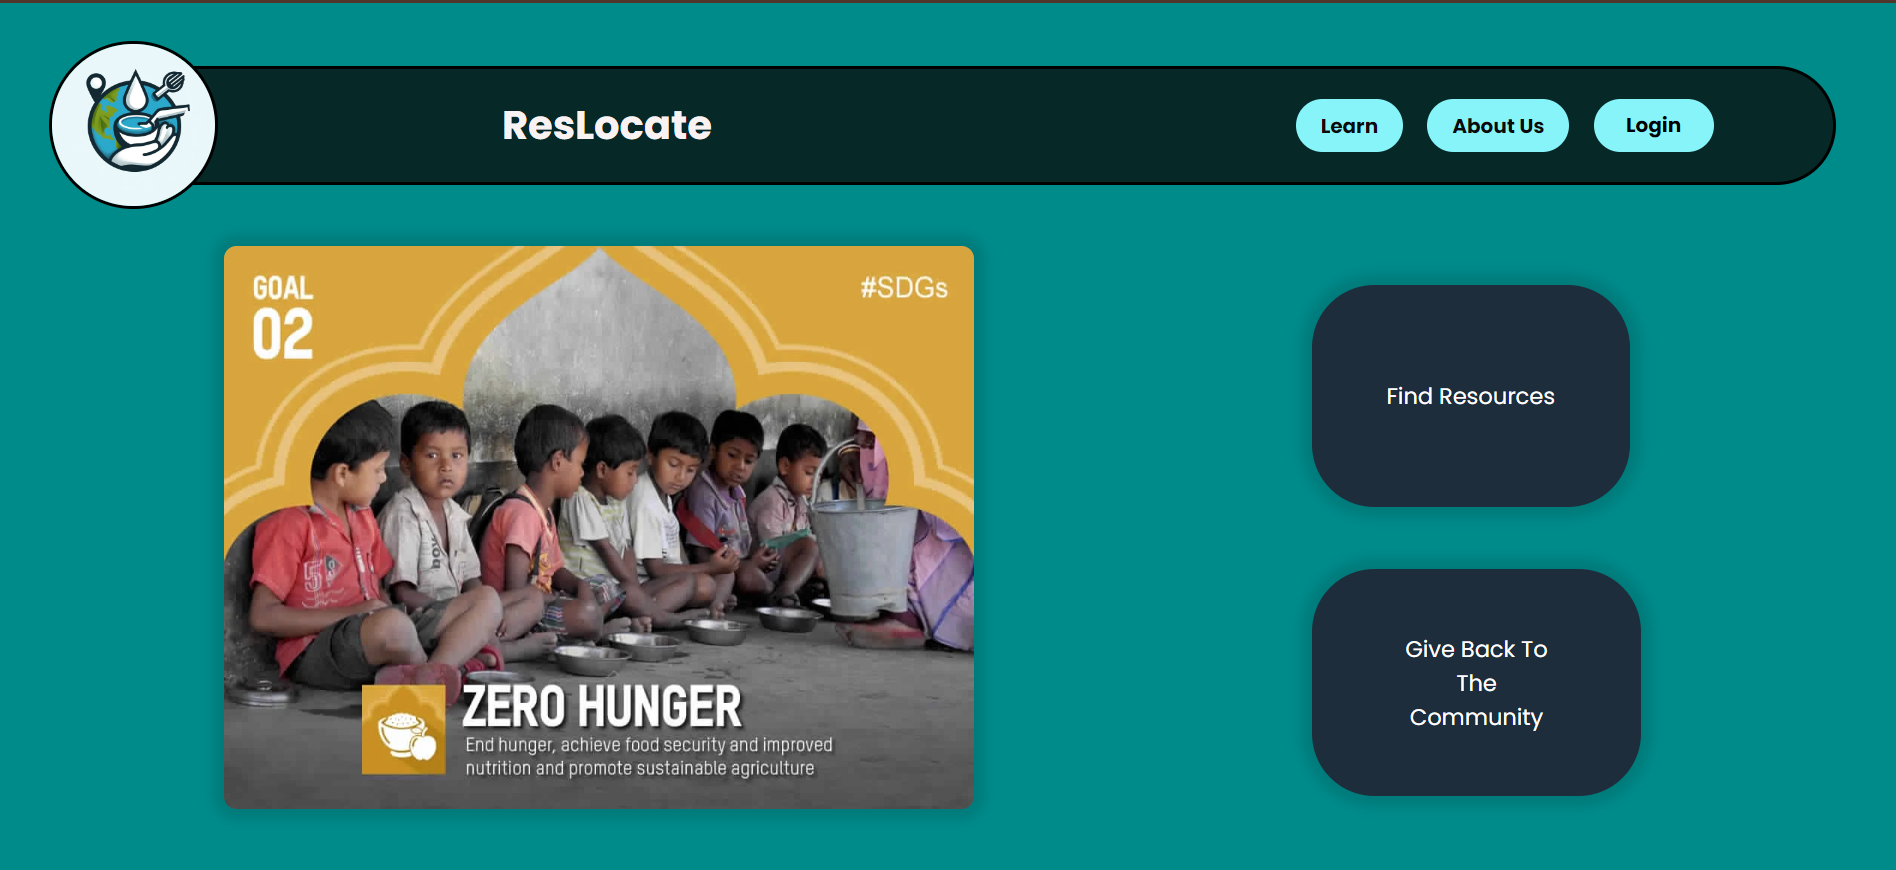 ResLocate
Learn
About Us
Login
GOAL
02
#SDGs
ZERO HUNGER
End hunger, achieve food security and improved
nutrition and promote sustainable agriculture
Find Resources
Give Back To
The
Community